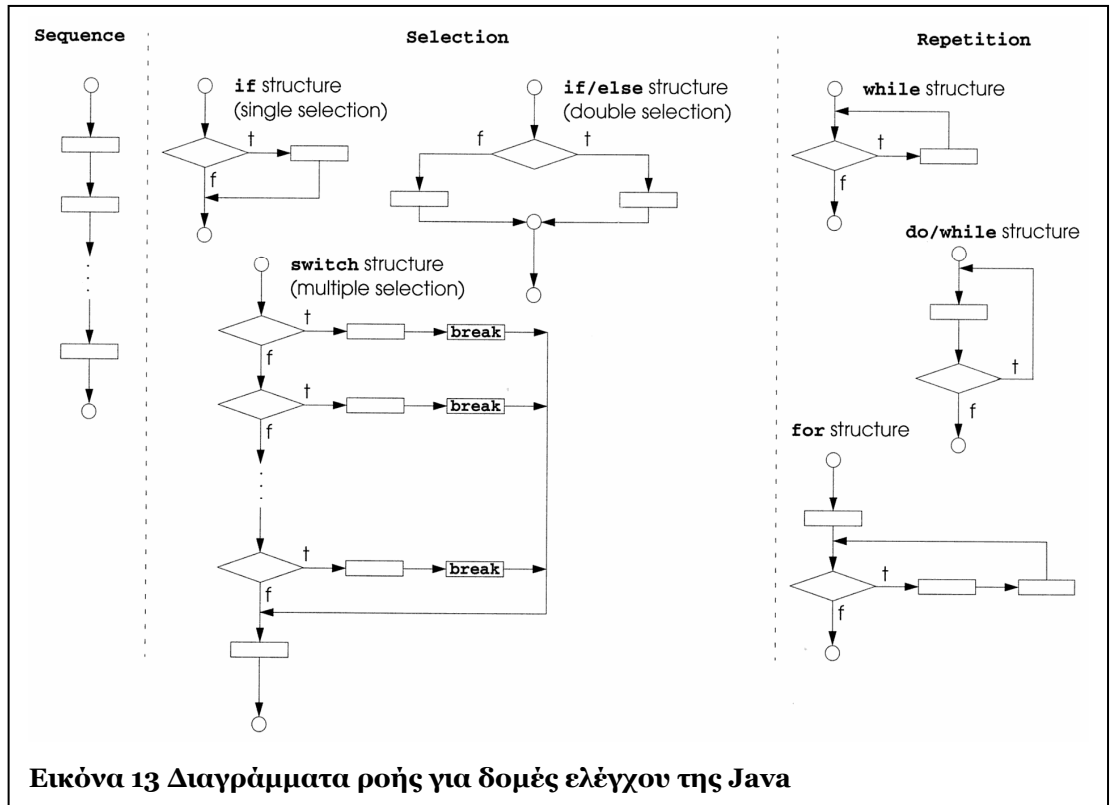 Sequence
Selection
Repetition
if structure
(single selection)
t
f
if/else structure
(double selection)
f
t
switch structure
(multiple selection)
t
break
f
t
break
f
t
break
f
while structure
t
f
do/while structure
t
f
for structure
t
f
Εικόνα 13 Διαγράμματα ροής για δομές ελέγχου της Java